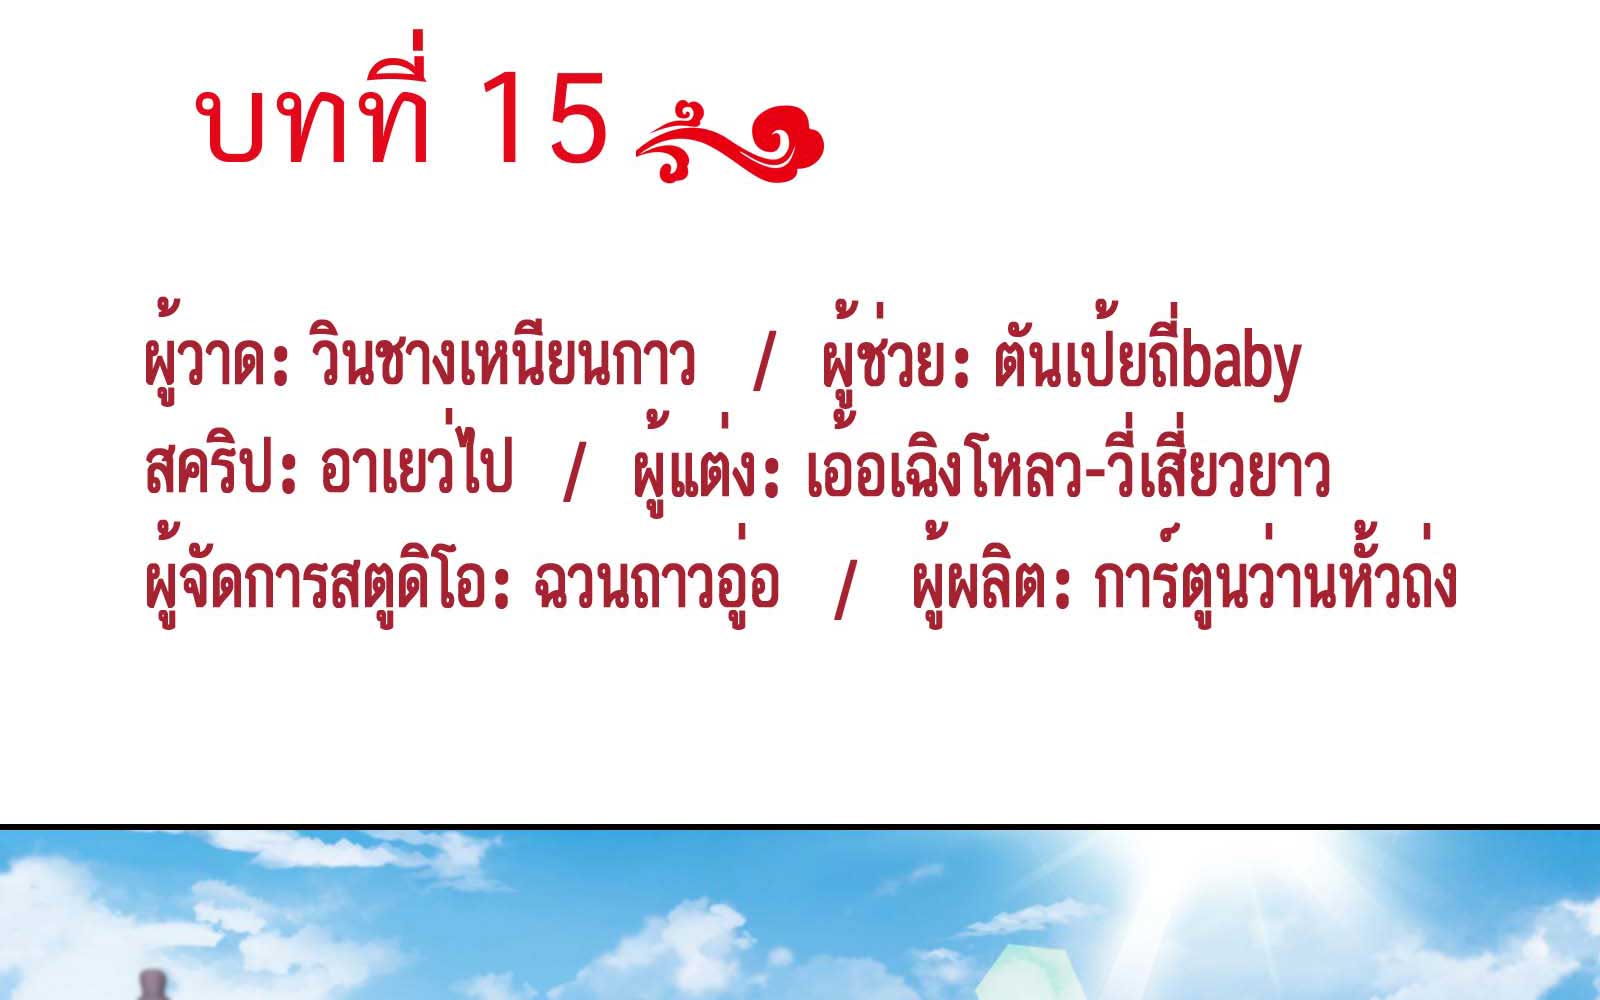 บทที่ 15
ผู้วาด: วินชางเหนียนกาว / ผู้ช่วย: ตันเป้ยถี่baby
สคริป: อาเยว่ไป / ผู้แต่ง: เอ้อเฉิงโหลว-วี่เสี่ยวยาว
ผู้จัดการสตูดิโอ: ฉวนถาวอู่อ / ผู้ผลิต: การ์ตูนว่านหั้วถ่ง